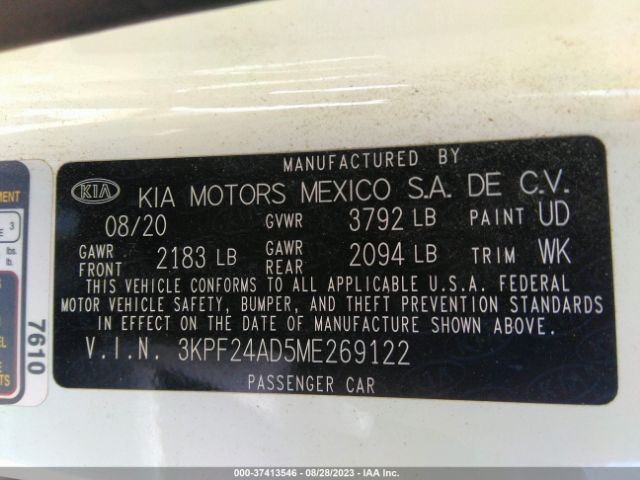 MANUFACTURED BY
KIA KIA MOTORS MEXICO S.A. DE C.V.
08/20 GVWR 3792 LB PAINT UD
GAWR FRONT 2183 LB GAWR REAR 2094 LB TRIM WK
THIS VEHICLE CONFORMS TO ALL APPLICABLE U.S.A. FEDERAL
MOTOR VEHICLE SAFETY, BUMPER, AND THEFT PREVENTION STANDARDS
IN EFFECT ON THE DATE OF MANUFACTURE SHOWN ABOVE.
V.I.N. 3KPF24AD5ME269122
PASSENGER CAR
7610
3
lbs.
lb.
000-37413546 - 08/28/2023 - IAA Inc.